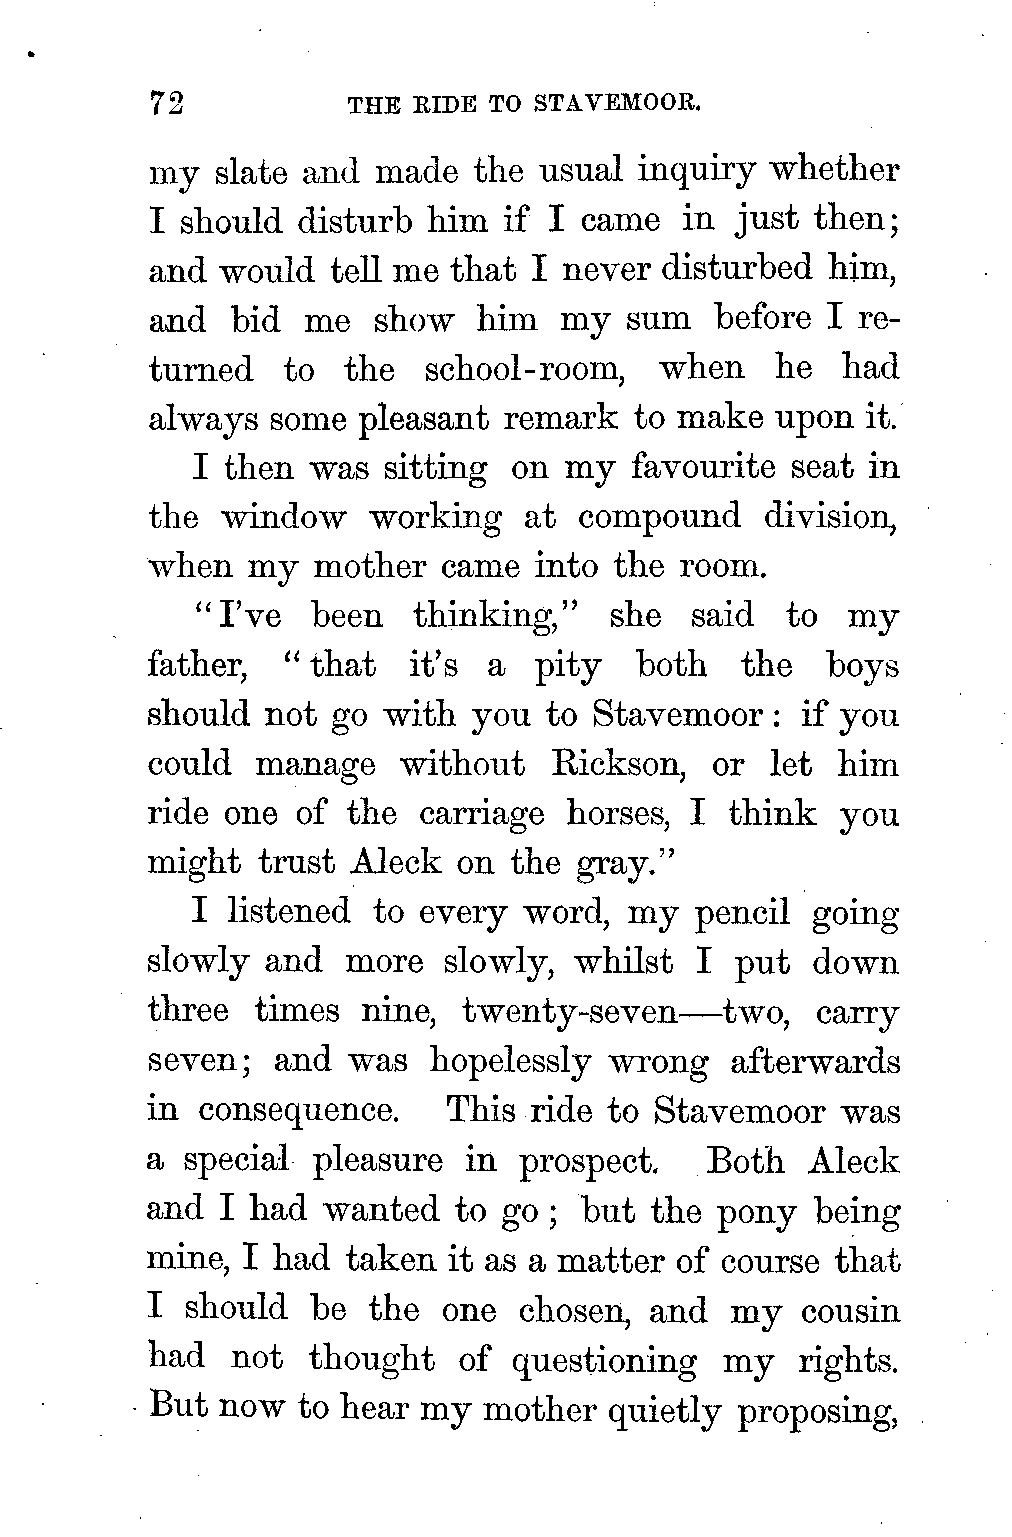 72 THE RIDE TO STAVEMOOR.
my slate and made the usual inquiry whether
I should disturb him if I came in just then;
and would tell me that I never disturbed him,
and bid me show him my sum before I re-
turned to the school-room, when he had
always some pleasant remark to make upon it.
I then was sitting on my favourite seat in
the window working at compound division,
when my mother came into the room.
"I've been thinking," she said to my
father, "that it's a pity both the boys
should not go with you to Stavemoor: if you
could manage without Rickson, or let him
ride one of the carriage horses, I think you
might trust Aleck on the gray."
I listened to every word, my pencil going
slowly and more slowly, whilst I put down
three times nine, twenty-seven—two, carry
seven; and was hopelessly wrong afterwards
in consequence. This ride to Stavemoor was
a special pleasure in prospect. Both Aleck
and I had wanted to go; but the pony being
mine, I had taken it as a matter of course that
I should be the one chosen, and my cousin
had not thought of questioning my rights.
But now to hear my mother quietly proposing,